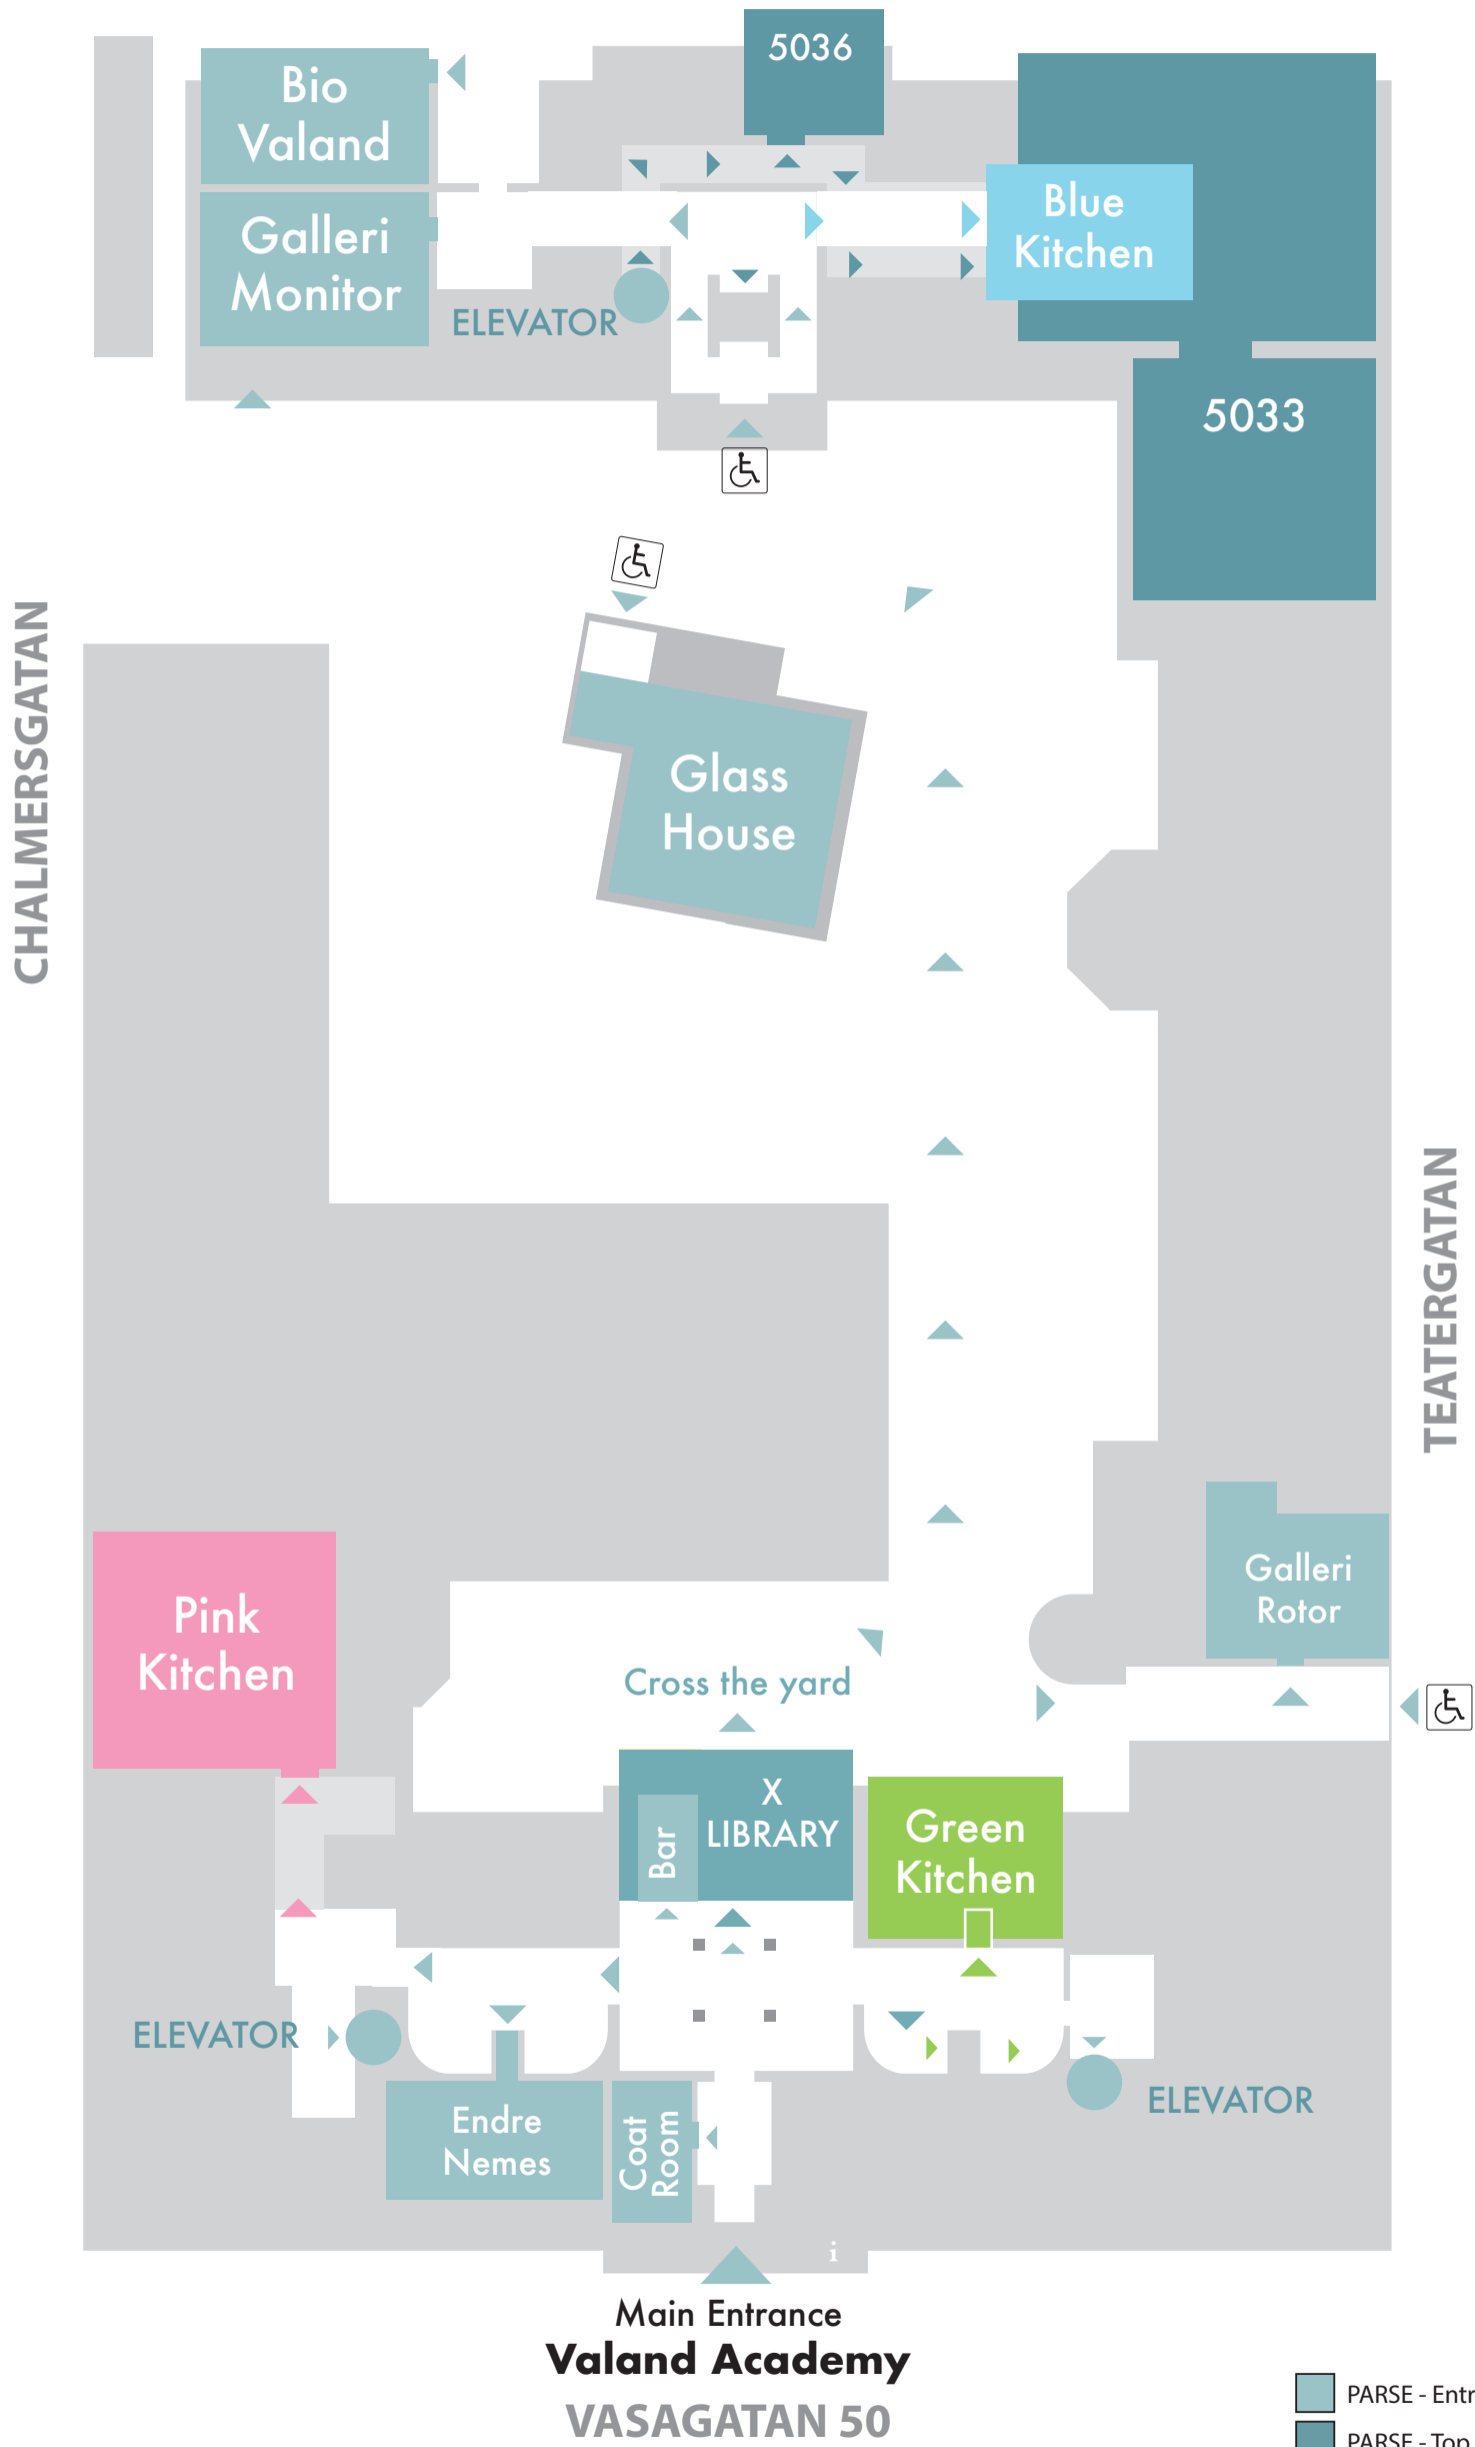 5036
Bio
Valand
Blue
Kitchen
Galleri
Monitor
ELEVATOR
5033
CHALMERSGATAN
Glass
House
TEATERGATAN
Galleri
Rotor
Pink
Kitchen
Cross the yard
X
LIBRARY
Bar
Green
Kitchen
ELEVATOR
ELEVATOR
Endre
Nemes
Coat
Room
i
Main Entrance
Valand Academy
VASAGATAN 50
PARSE - Entr
PARSE - Top